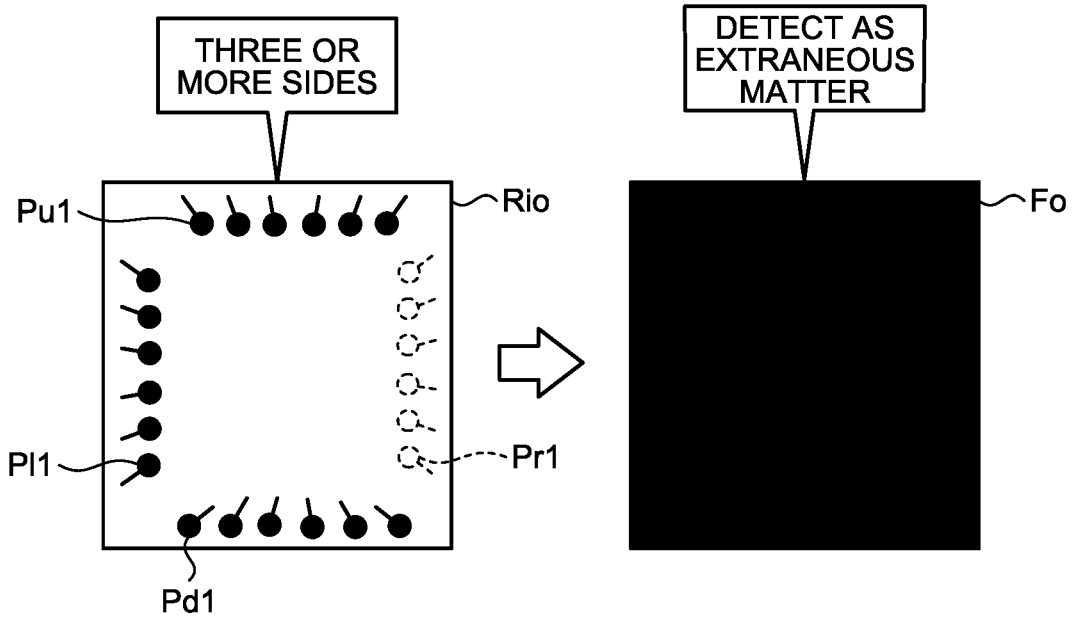 THREE OR
MORE SIDES
DETECT AS
EXTRANEOUS
MATTER
Pu1
Rio
Fo
Pl1
Pr1
Pd1